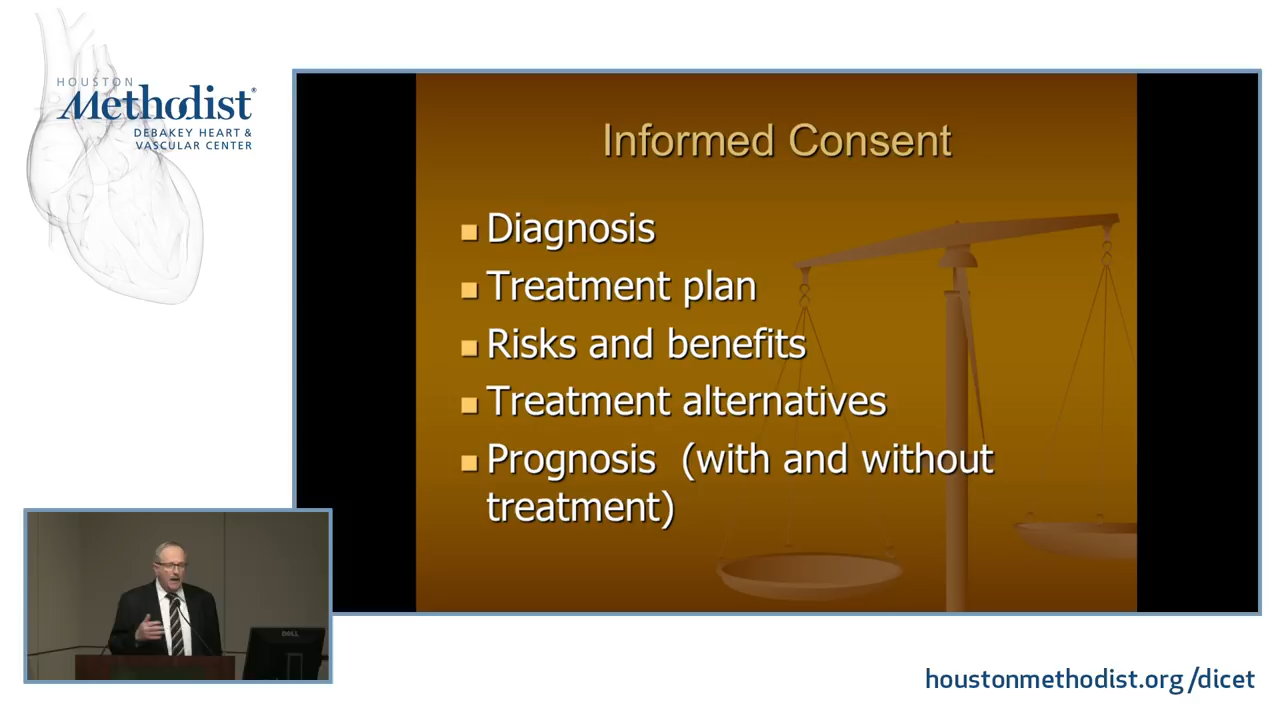 HOUSTON
Methodist®
DEBAKEY HEART &
VASCULAR CENTER
Informed Consent
Diagnosis
Treatment plan
Risks and benefits
Treatment alternatives
Prognosis (with and without
treatment)
DELL
houstonmethodist.org/dicet